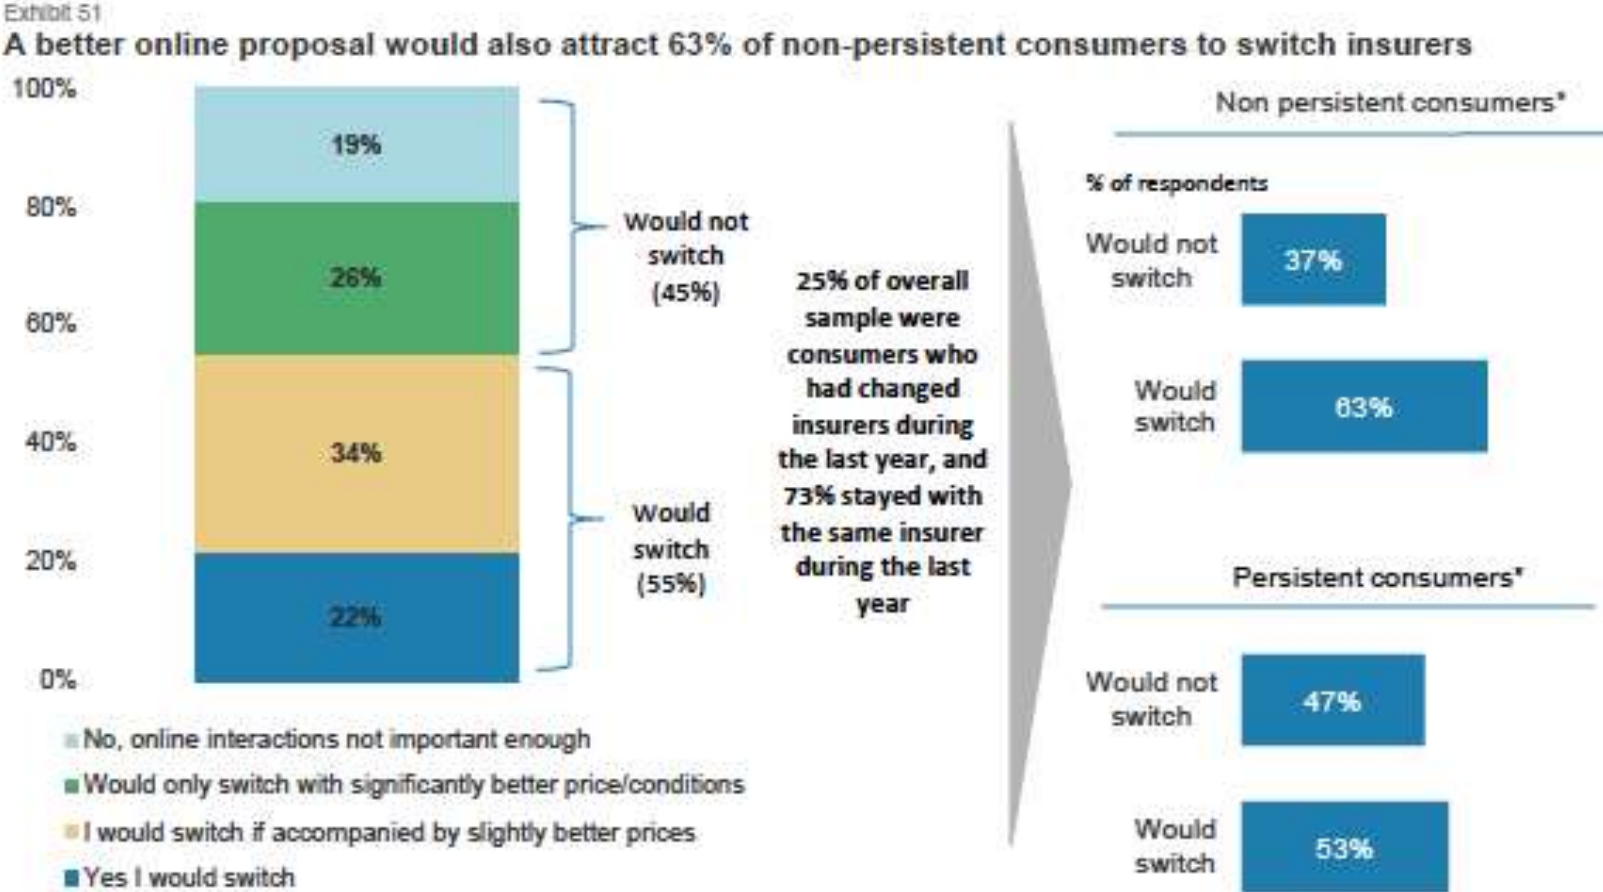 Exhibit 51
A better online proposal would also attract 63% of non-persistent consumers to switch insurers
100%
80%
60%
40%
20%
0%
19%
26%
34%
22%
Would not
switch
(45%)
Would
switch
(55%)
No, online interactions not important enough
Would only switch with significantly better price/conditions
I would switch if accompanied by slightly better prices
Yes I would switch
25% of overall
sample were
consumers who
had changed
insurers during
the last year, and
73% stayed with
the same insurer
during the last
year
Non persistent consumers*
% of respondents
Would not
switch
37%
Would
switch
63%
Persistent consumers*
Would not
switch
47%
Would
switch
53%